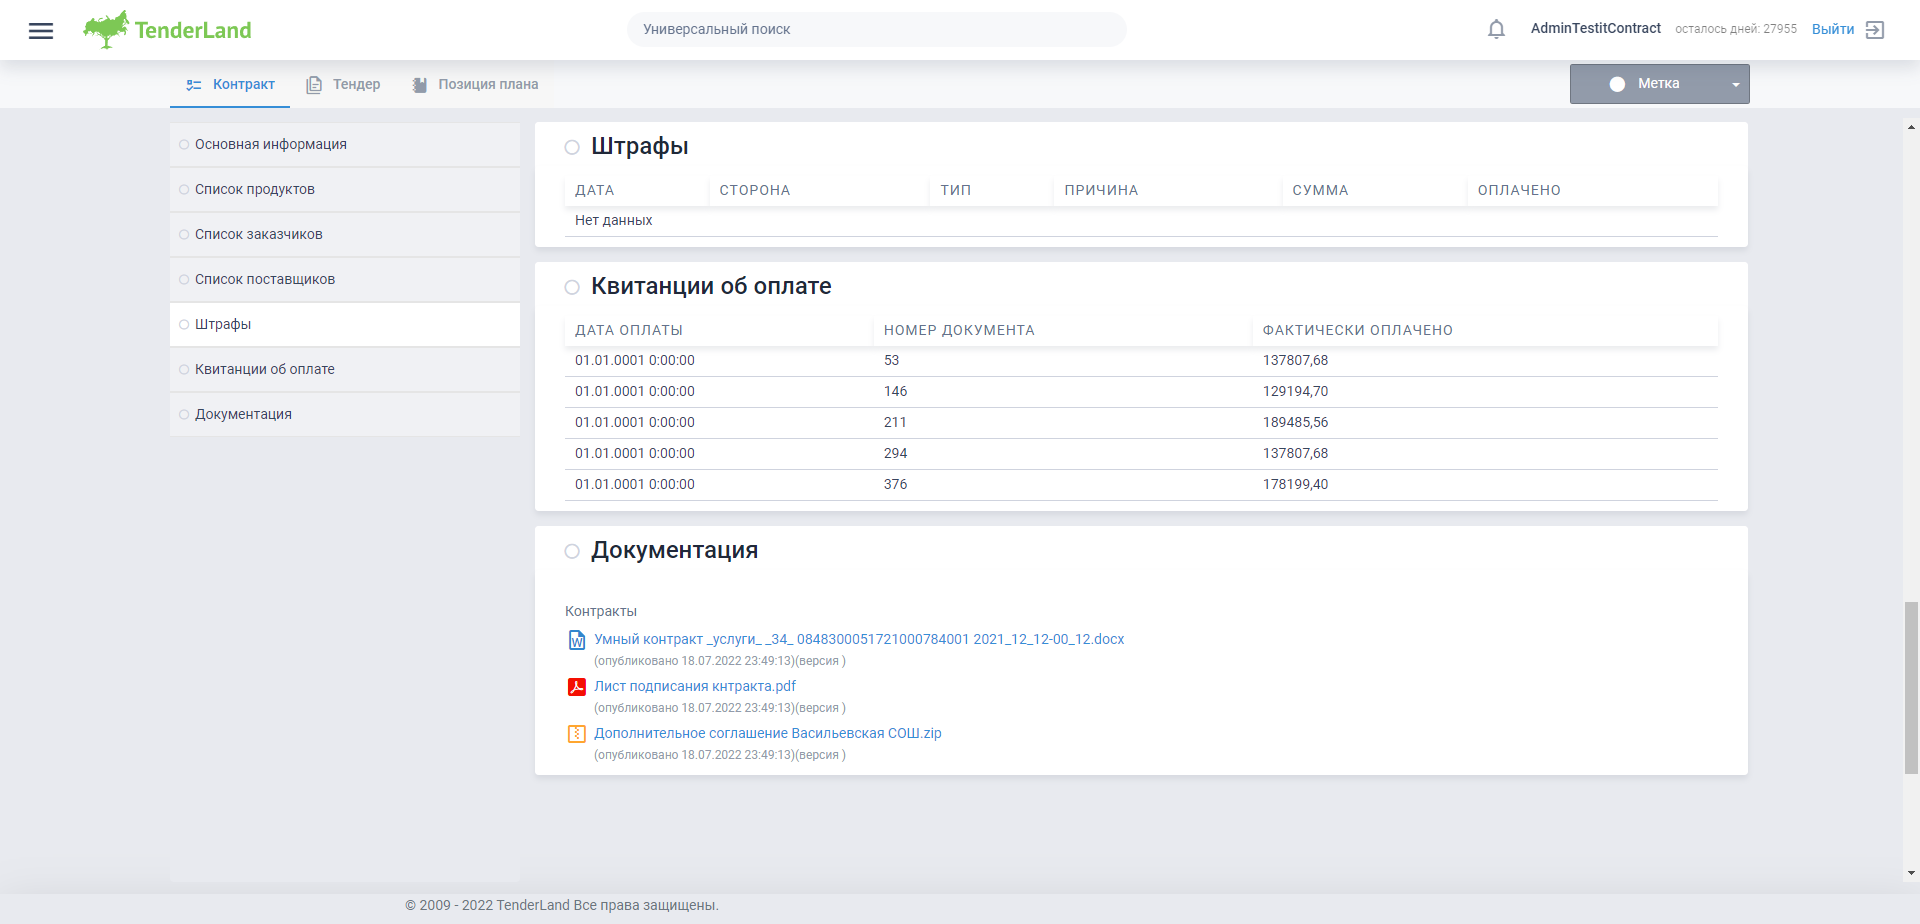 TenderLand
Универсальный поиск
AdminTestitContract осталось дней: 27955 Выйти
Контракт Тендер Позиция плана
Метка
Основная информация
Список продуктов
Список заказчиков
Список поставщиков
Штрафы
Квитанции об оплате
Документация
Штрафы
ДАТА СТОРОНА ТИП ПРИЧИНА СУММА ОПЛАЧЕНО
Нет данных
Квитанции об оплате
ДАТА ОПЛАТЫ НОМЕР ДОКУМЕНТА ФАКТИЧЕСКИ ОПЛАЧЕНО
01.01.0001 0:00:00 53 137807,68
01.01.0001 0:00:00 146 129194,70
01.01.0001 0:00:00 211 189485,56
01.01.0001 0:00:00 294 137807,68
01.01.0001 0:00:00 376 178199,40
Документация
Контракты
Умный контракт _услуги_ _34_ 0848300051721000784001 2021_12_12-00_12.docx
(опубликовано 18.07.2022 23:49:13)(версия )
Лист подписания кнтракта.pdf
(опубликовано 18.07.2022 23:49:13)(версия )
Дополнительное соглашение Васильевская СОШ.zip
(опубликовано 18.07.2022 23:49:13)(версия )
© 2009 - 2022 TenderLand Все права защищены.